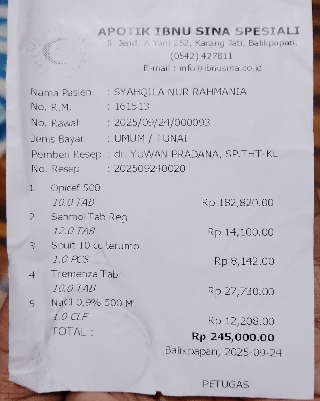 APOTIK IBNU SINA SPESIALI
Jl. Jend. A Yani 252, Karang Jati, Balikpapan,
(0542) 427811
E-mail : info@ibnusina.co.id
Nama Pasien : SYAHQILA NUR RAHMANIA
No. R.M. : 161513
No. Rawat : 2025/09/24/000093
Jenis Bayar : UMUM / TUNAI
Pemberi Resep : dr. YUWAN PRADANA, SP.THT-KL
No. Resep : 202509240020
1 Opicef 500
10.0 TAB Rp 182,820.00
2 Sanmol Tab Reg
12.0 TAB Rp 14,100.00
3 Spuit 10 cc terumo
1.0 PCS Rp 8,142.00
4 Tremenza Tab
10.0 TAB Rp 27,730.00
5 NaCl 0,9% 500 Ml
1.0 CLF Rp 12,208.00
TOTAL : Rp 245,000.00
Balikpapan, 2025-09-24
PETUGAS